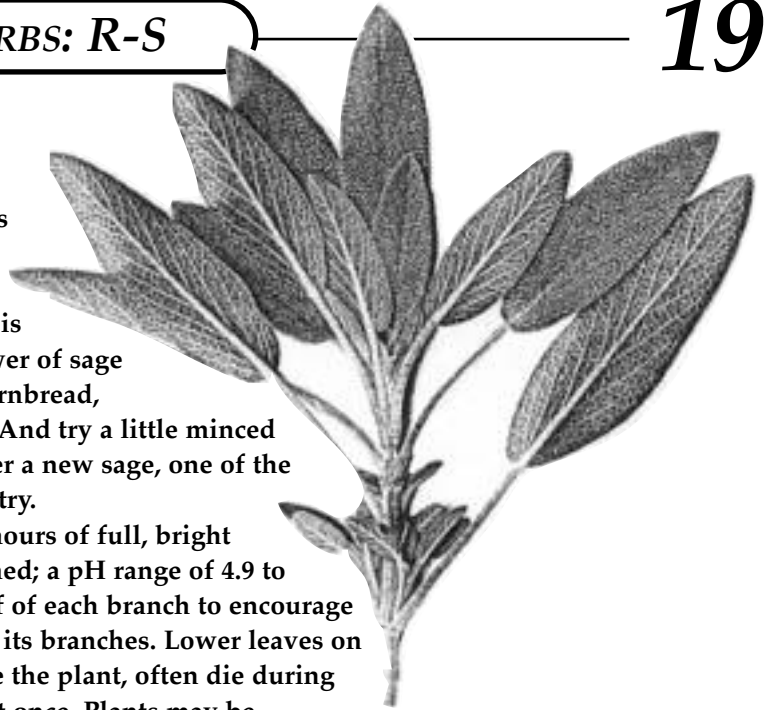 RBS: R-S
19
s
is
ver of sage
rnbread,
And try a little minced
er a new sage, one of the
try.
hours of full, bright
ned; a pH range of 4.9 to
f of each branch to encourage
its branches. Lower leaves on
e the plant, often die during
t once. Plants may be